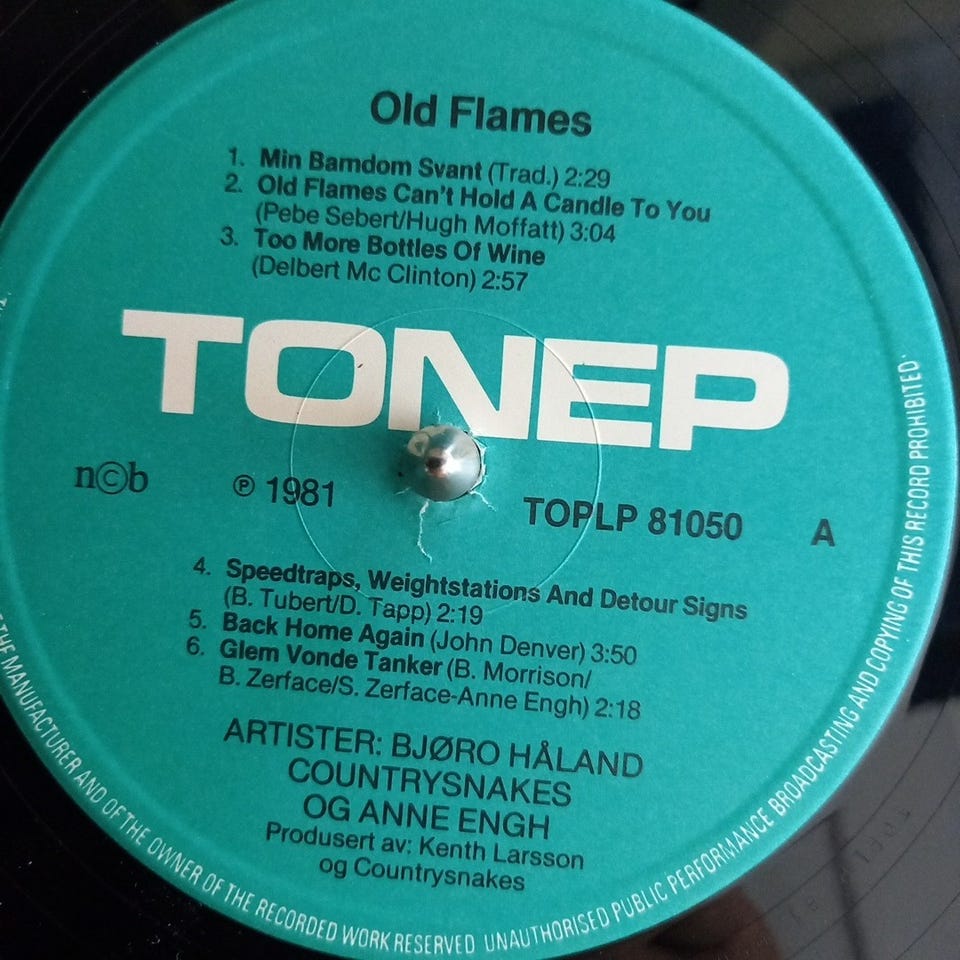 Old Flames
1. Min Barndom Svant (Trad.) 2:29
2. Old Flames Can't Hold A Candle To You
(Pebe Sebert/Hugh Moffatt) 3:04
3. Too More Bottles Of Wine
(Delbert Mc Clinton) 2:57
TONEP
n©b
℗ 1981
TOPLP 81050
A
4. Speedtraps, Weightstations And Detour Signs
(B. Tubert/D. Tapp) 2:19
5. Back Home Again (John Denver) 3:50
6. Glem Vonde Tanker (B. Morrison/
B. Zerface/S. Zerface-Anne Engh) 2:18
ARTISTER: BJØRO HÅLAND
COUNTRYSNAKES
OG ANNE ENGH
Produsert av: Kenth Larsson
og Countrysnakes
THE MANUFACTURER AND OF THE OWNER OF THE RECORDED WORK RESERVED UNAUTHORISED PUBLIC PERFORMANCE BROADCASTING AND COPYING OF THIS RECORD PROHIBITED·